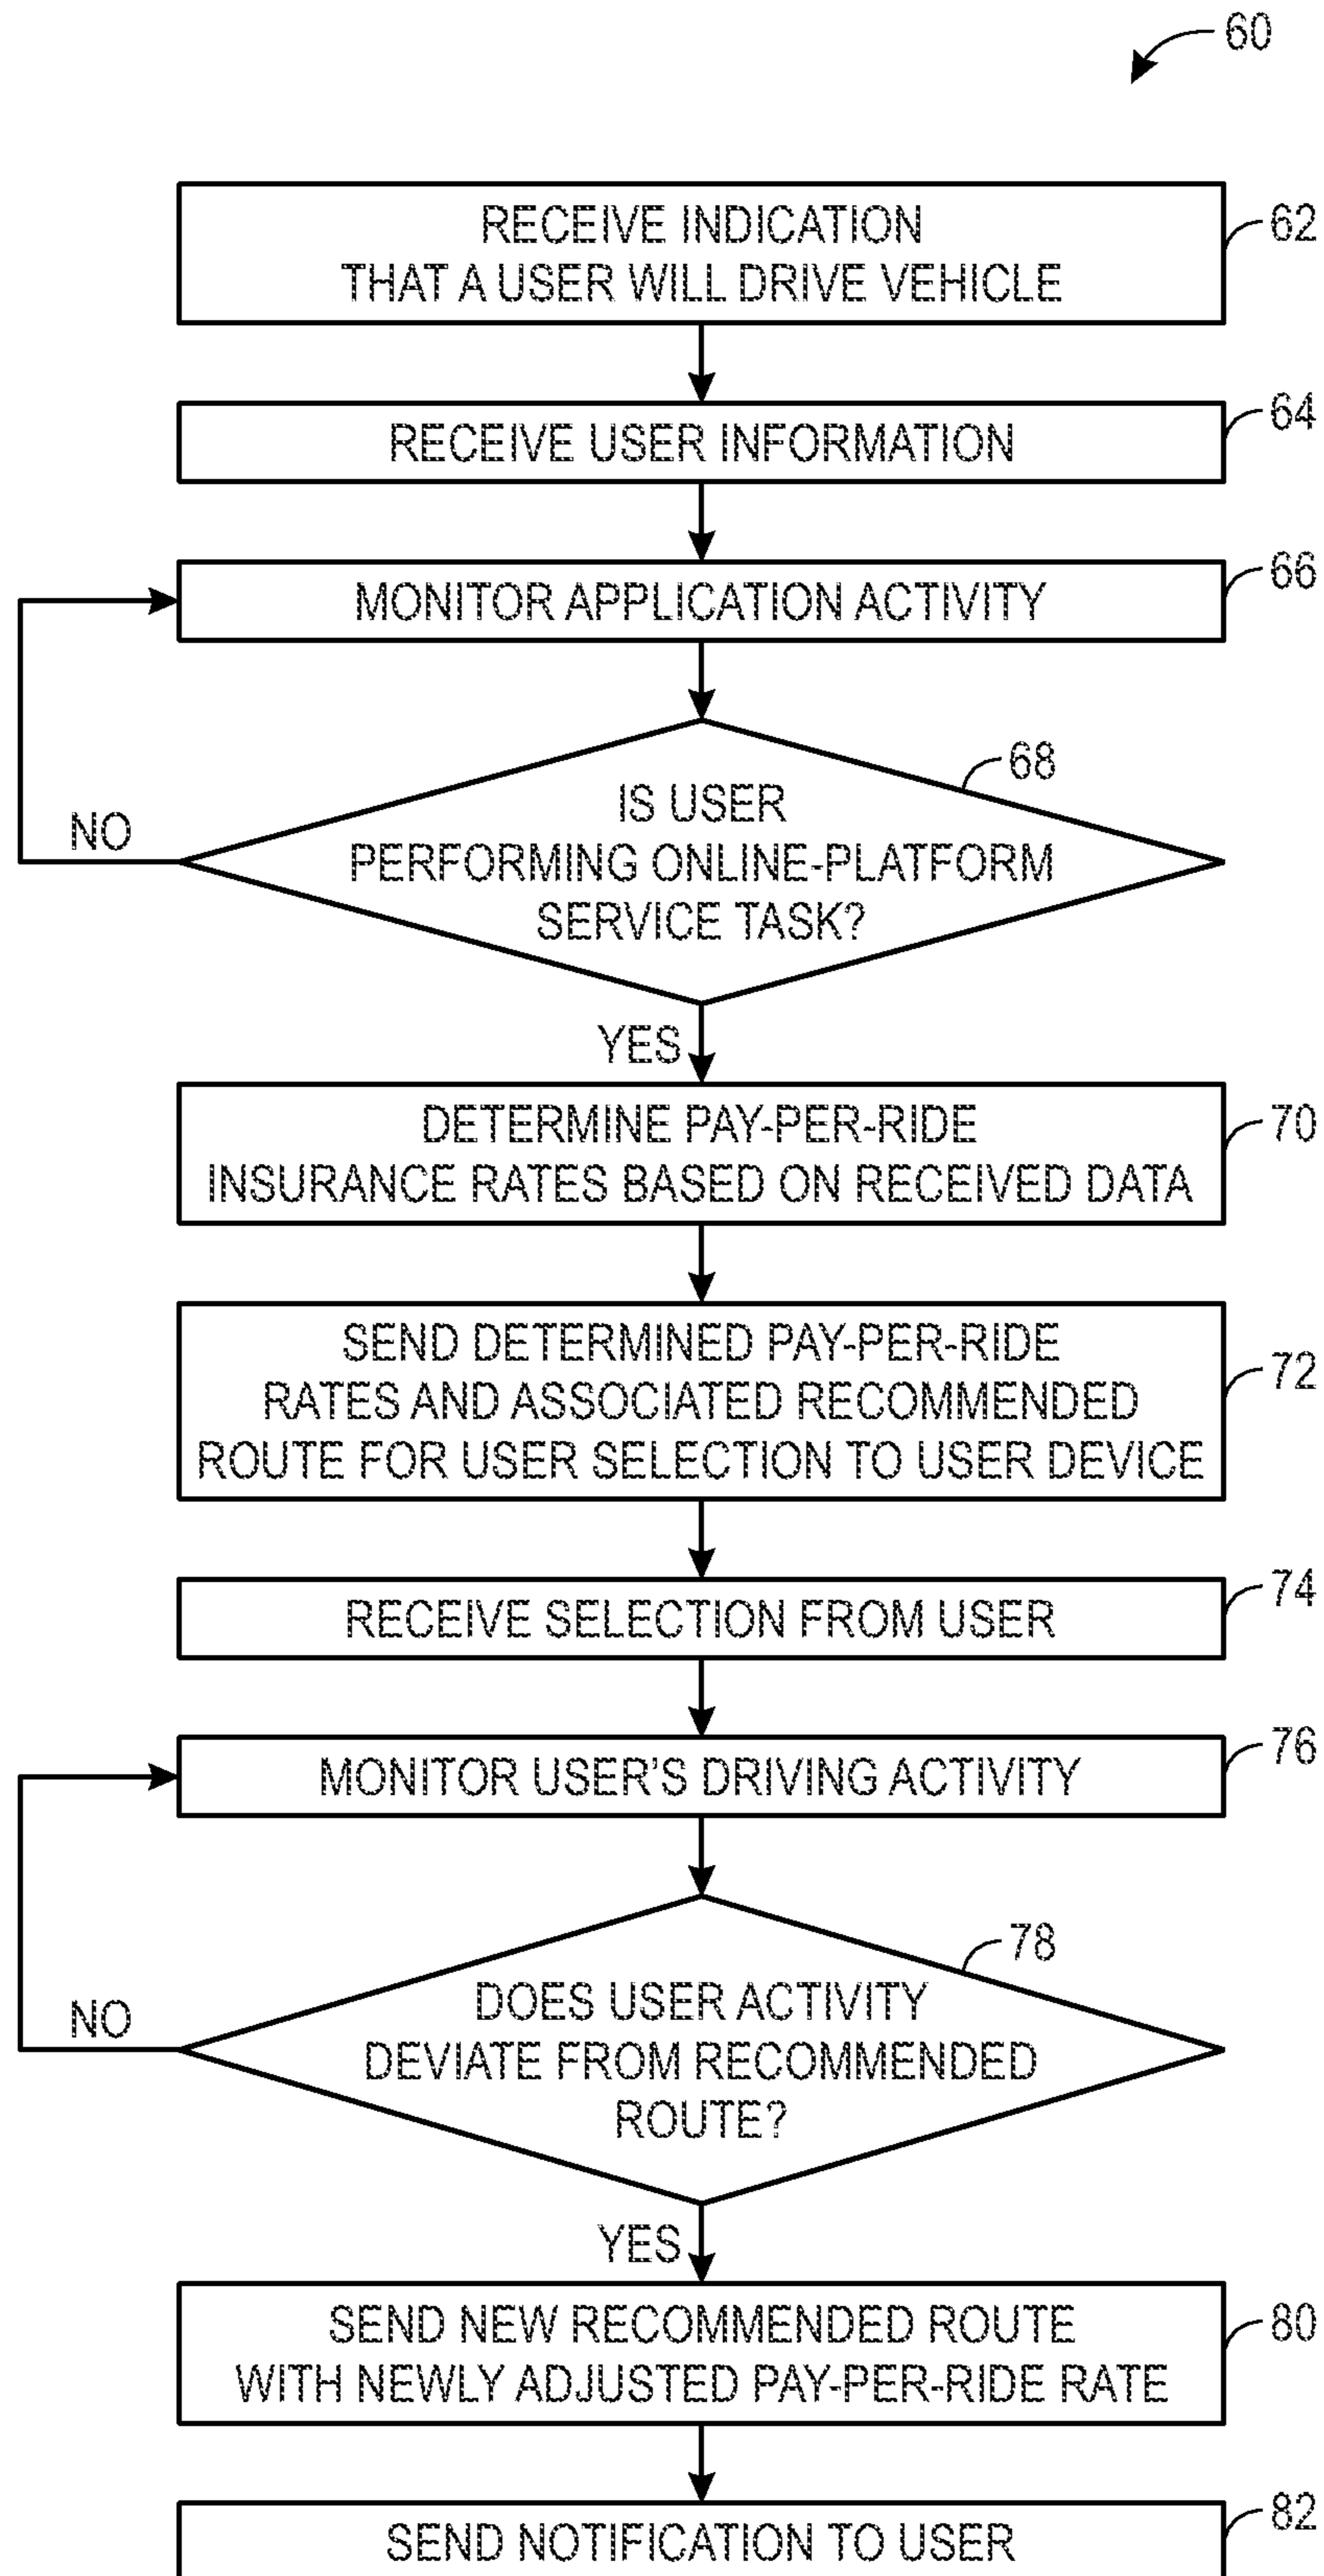 60
RECEIVE INDICATION
THAT A USER WILL DRIVE VEHICLE
62
RECEIVE USER INFORMATION
64
MONITOR APPLICATION ACTIVITY
66
68
IS USER
PERFORMING ONLINE-PLATFORM
SERVICE TASK?
NO
YES
DETERMINE PAY-PER-RIDE
INSURANCE RATES BASED ON RECEIVED DATA
70
SEND DETERMINED PAY-PER-RIDE
RATES AND ASSOCIATED RECOMMENDED
ROUTE FOR USER SELECTION TO USER DEVICE
72
RECEIVE SELECTION FROM USER
74
MONITOR USER'S DRIVING ACTIVITY
76
78
DOES USER ACTIVITY
DEVIATE FROM RECOMMENDED
ROUTE?
NO
YES
SEND NEW RECOMMENDED ROUTE
WITH NEWLY ADJUSTED PAY-PER-RIDE RATE
80
SEND NOTIFICATION TO USER
82